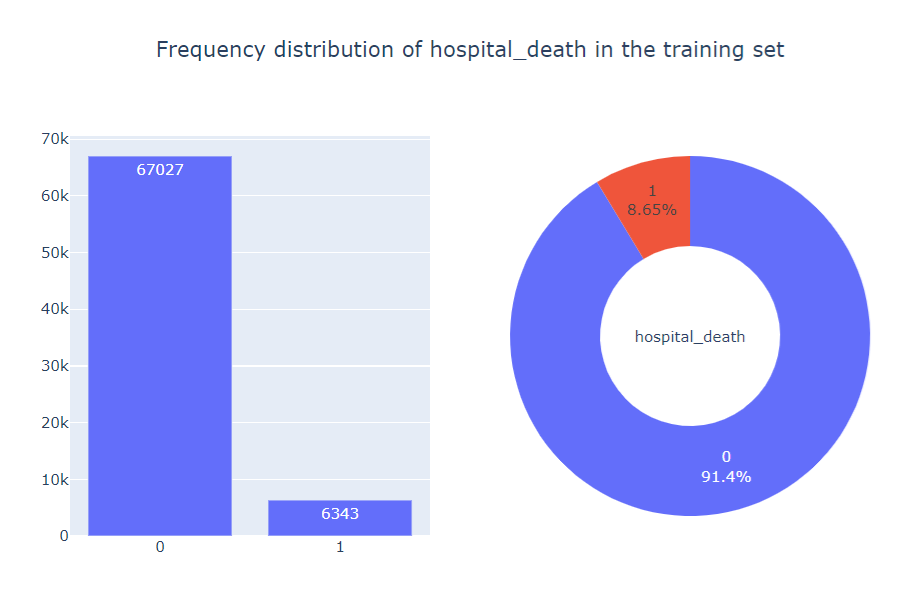 Frequency distribution of hospital_death in the training set
70k
60k
50k
40k
30k
20k
10k
0
67027
6343
0
1
1
8.65%
hospital_death
0
91.4%